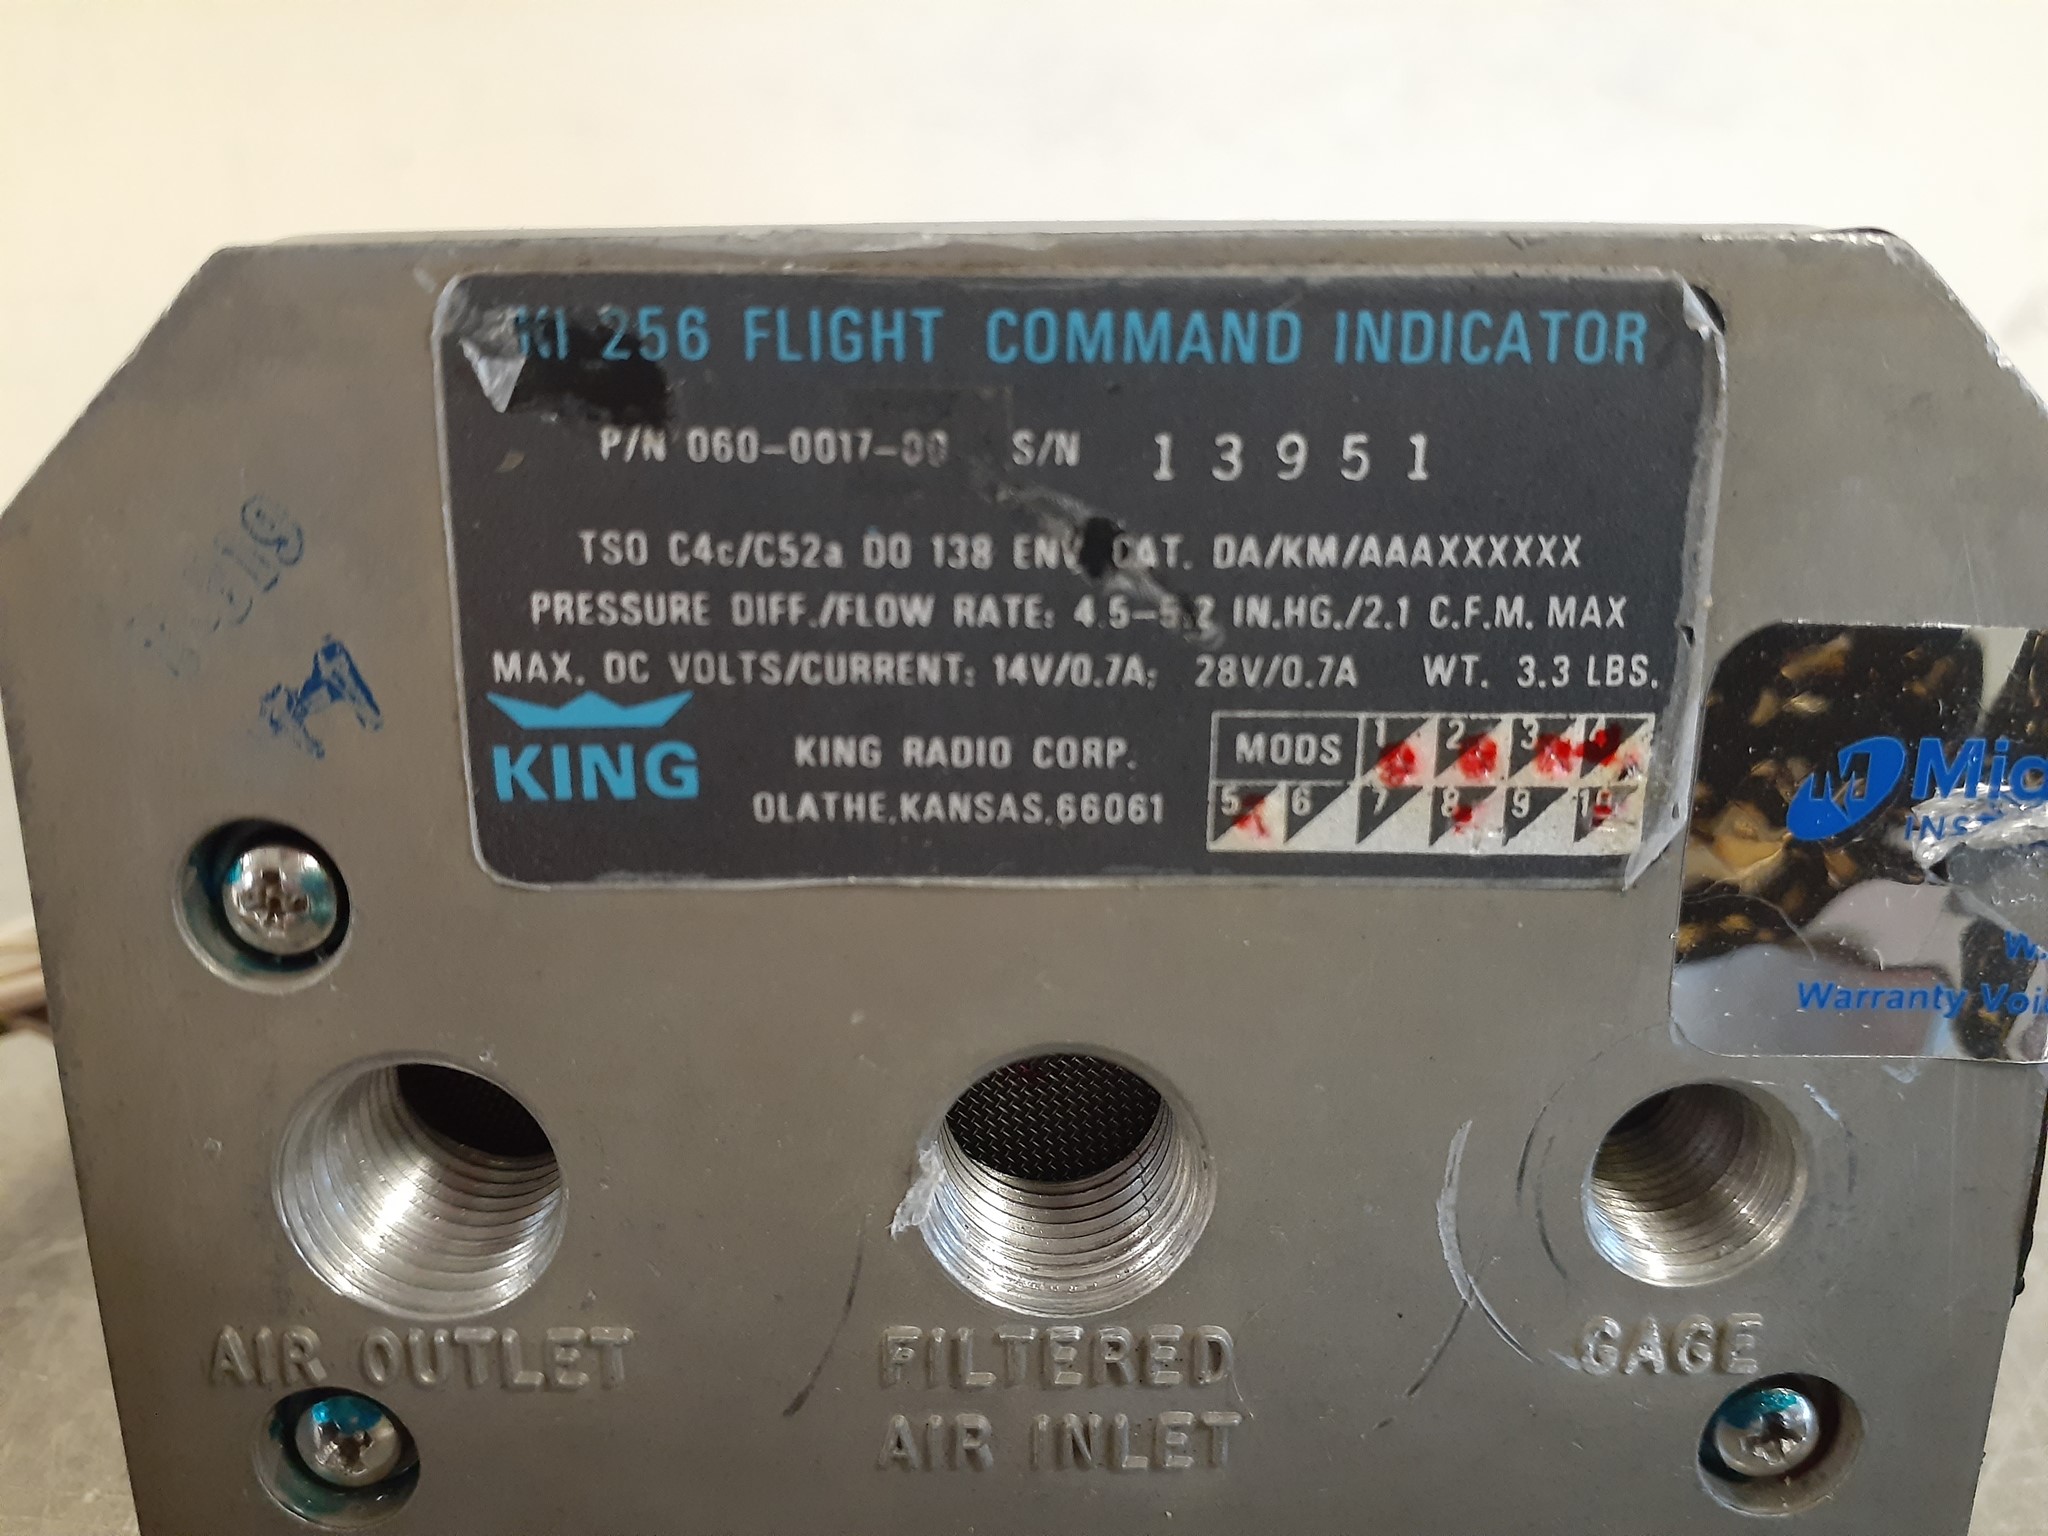 KI 256 FLIGHT COMMAND INDICATOR
P/N 060-0017-00 S/N 13951
TSO C4c/C52a DO 138 ENV. CAT. DA/KM/AAAXXXXXX
PRESSURE DIFF./FLOW RATE: 4.5-5.2 IN.HG./2.1 C.F.M. MAX
MAX. DC VOLTS/CURRENT: 14V/0.7A; 28V/0.7A WT. 3.3 LBS.
KING
KING RADIO CORP.
OLATHE, KANSAS, 66061
MODS 1 2 3 4
5 6 7 8 9 10
Warranty
AIR OUTLET
FILTERED
AIR INLET
GAGE